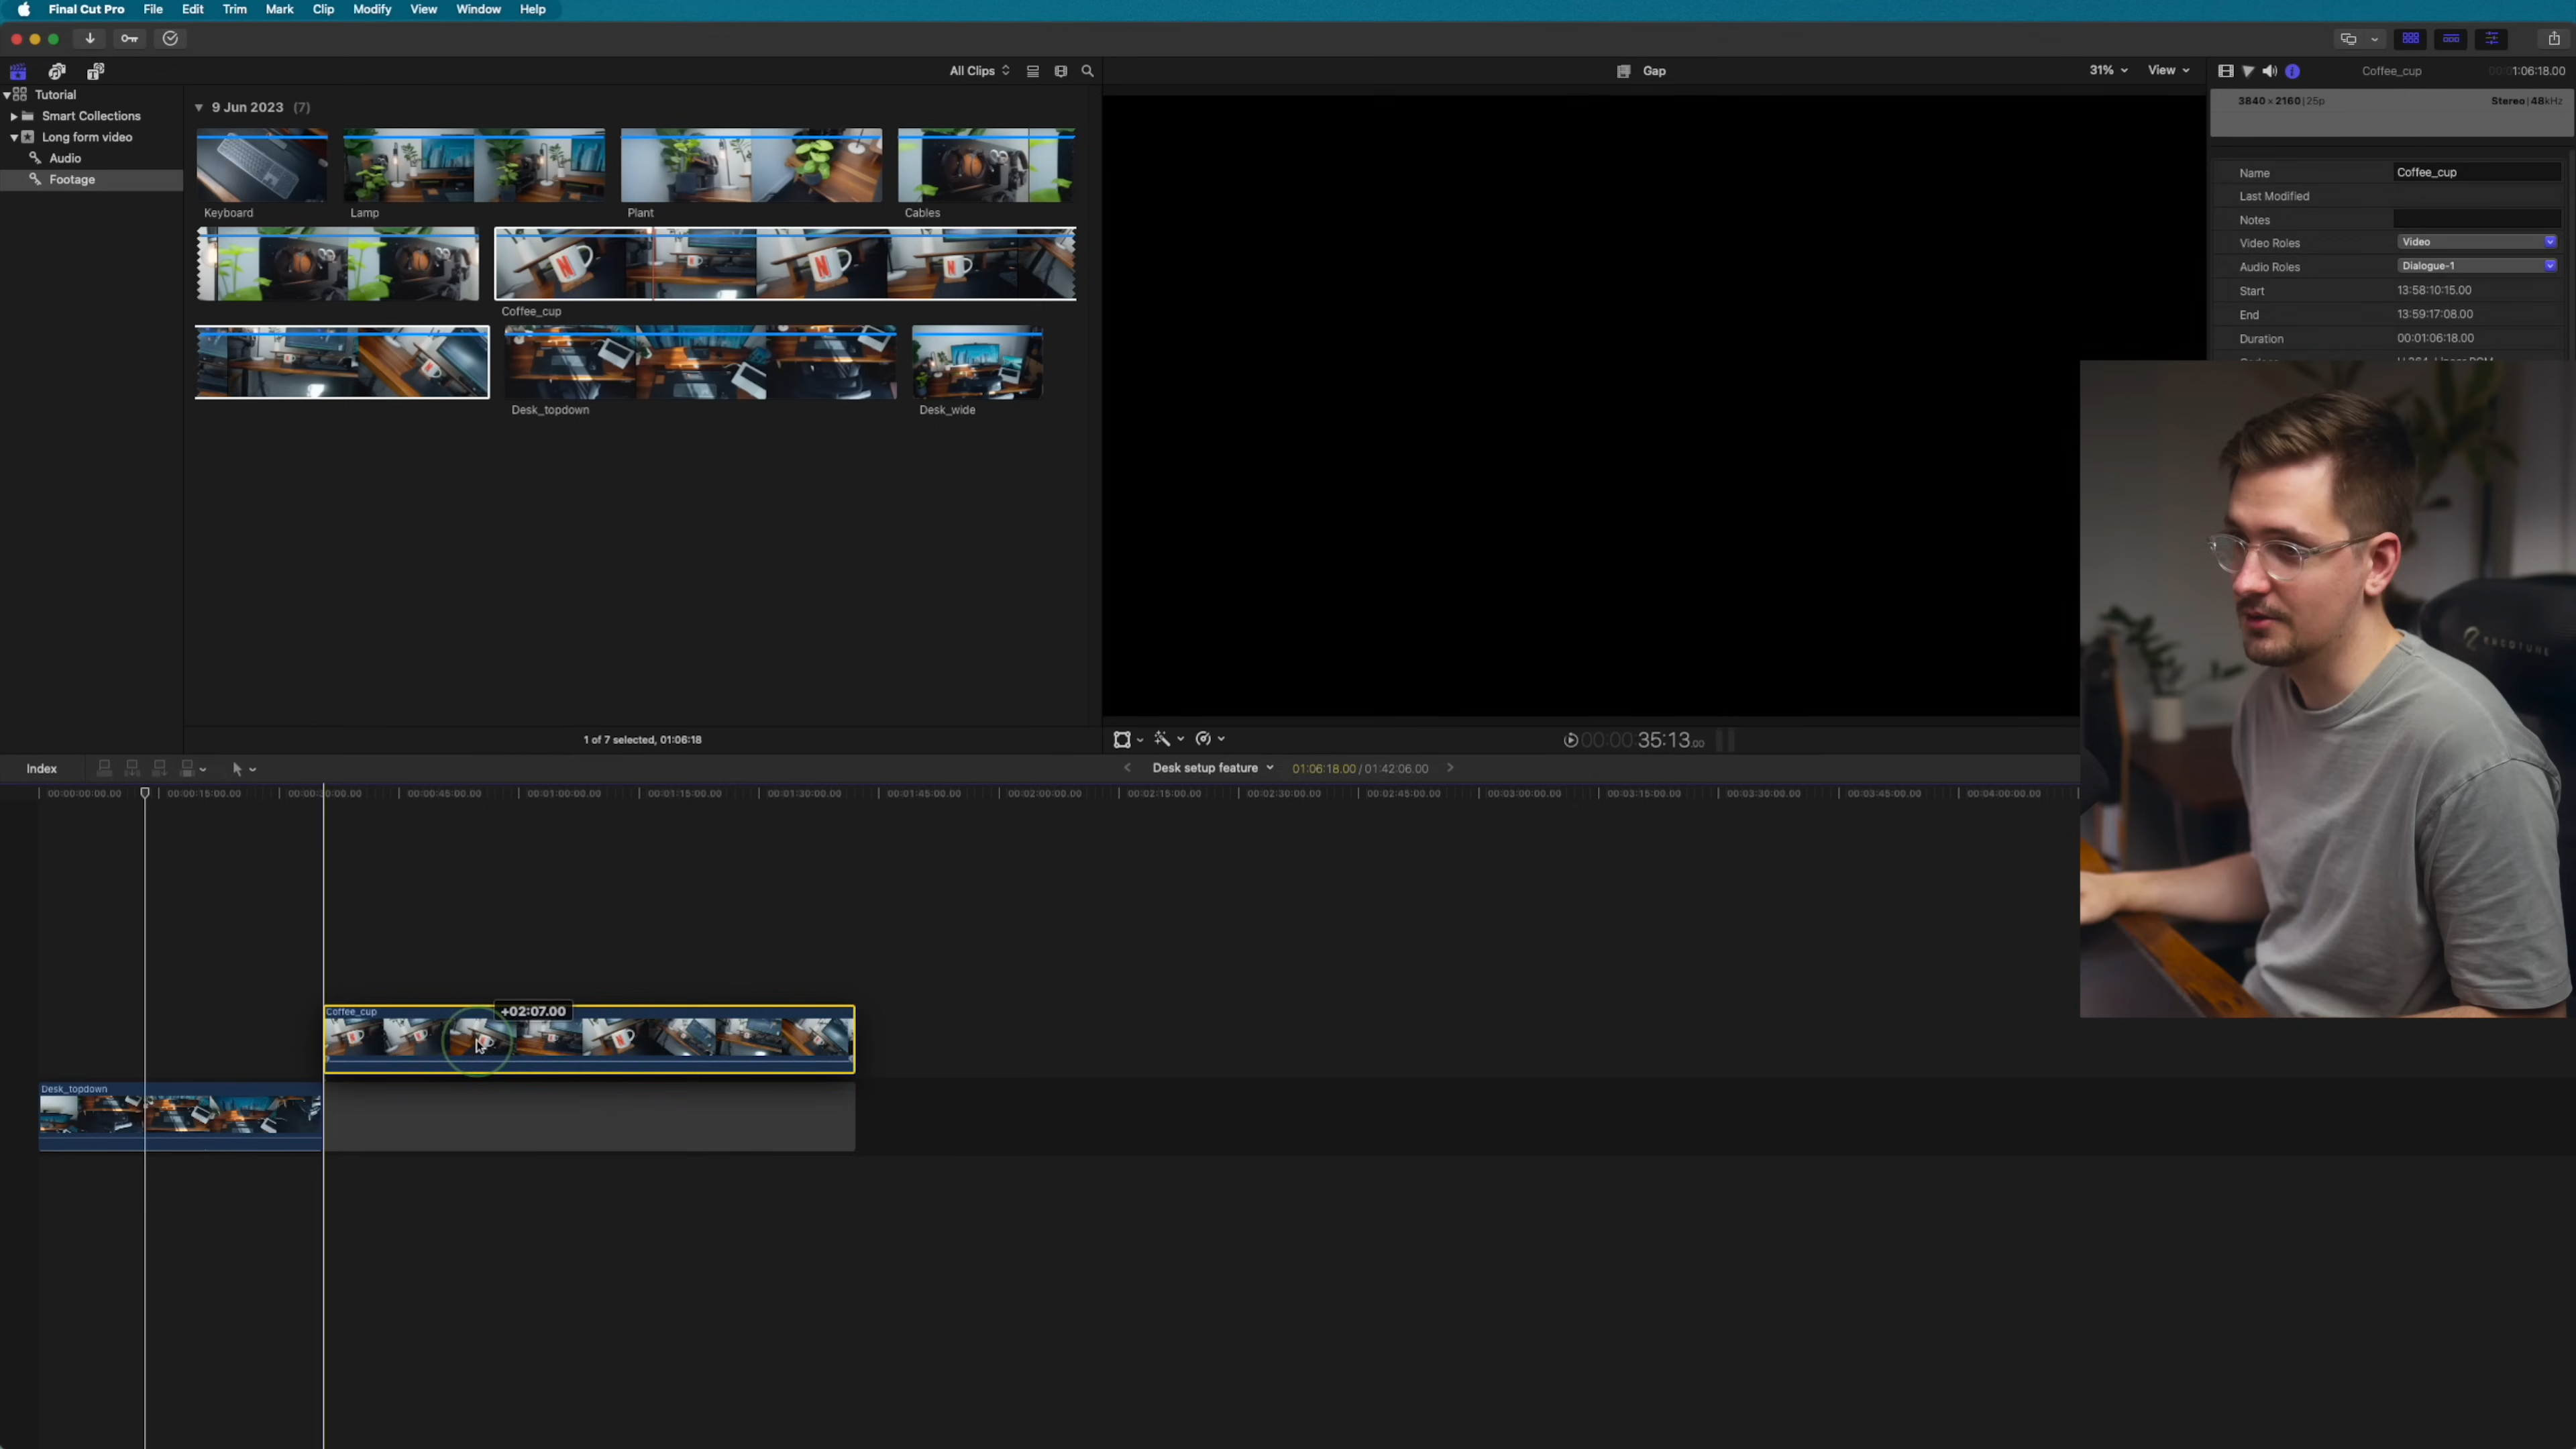 Final Cut Pro File Edit Trim Mark Clip Modify View Window Help
All Clips
Gap
31% View
Coffee_cup
1:06:18.00
Tutorial
Smart Collections
Long form video
Audio
Footage
9 Jun 2023 (7)
Keyboard
Lamp
Plant
Cables
Coffee_cup
Desk_topdown
Desk_wide
1 of 7 selected, 01:06:18
3840 × 2160 | 25p
Stereo | 48kHz
Name Coffee_cup
Last Modified
Notes
Video Roles Video
Audio Roles Dialogue-1
Start 13:58:10:15.00
End 13:59:17:08.00
Duration 00:01:06:18.00
00:00:35:13.00
Index
Desk setup feature
01:06:18.00 / 01:42:06.00
00:00:00:00.00 00:00:15:00.00 00:00:30:00.00 00:00:45:00.00 00:01:00:00.00 00:01:15:00.00 00:01:30:00.00 00:01:45:00.00 00:02:00:00.00 00:02:15:00.00 00:02:30:00.00 00:02:45:00.00 00:03:00:00.00 00:03:15:00.00 00:03:30:00.00 00:03:45:00.00 00:04:00:00.00
Coffee_cup
+02:07.00
Desk_topdown